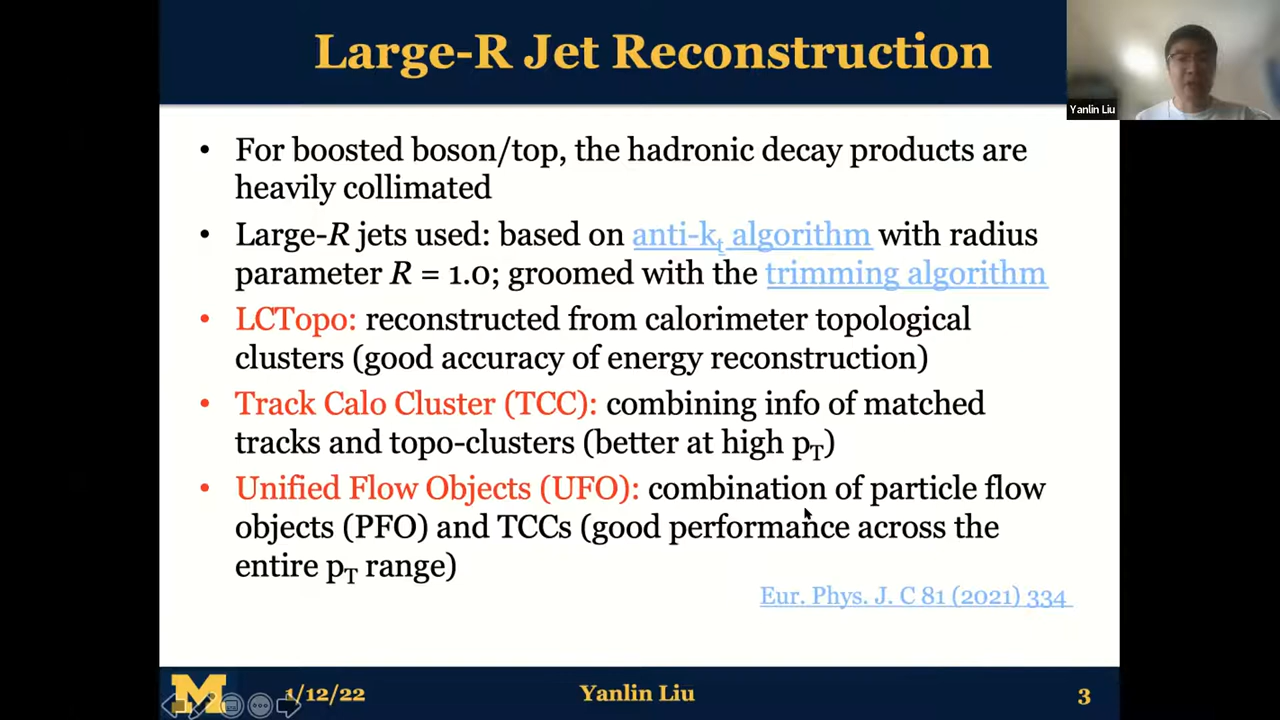 Large-R Jet Reconstruction
Yanlin Liu
• For boosted boson/top, the hadronic decay products are
heavily collimated
• Large-R jets used: based on anti-kt algorithm with radius
parameter R = 1.0; groomed with the trimming algorithm
• LCTopo: reconstructed from calorimeter topological
clusters (good accuracy of energy reconstruction)
• Track Calo Cluster (TCC): combining info of matched
tracks and topo-clusters (better at high pT)
• Unified Flow Objects (UFO): combination of particle flow
objects (PFO) and TCCs (good performance across the
entire pT range)
Eur. Phys. J. C 81 (2021) 334
M
1/12/22
Yanlin Liu
3